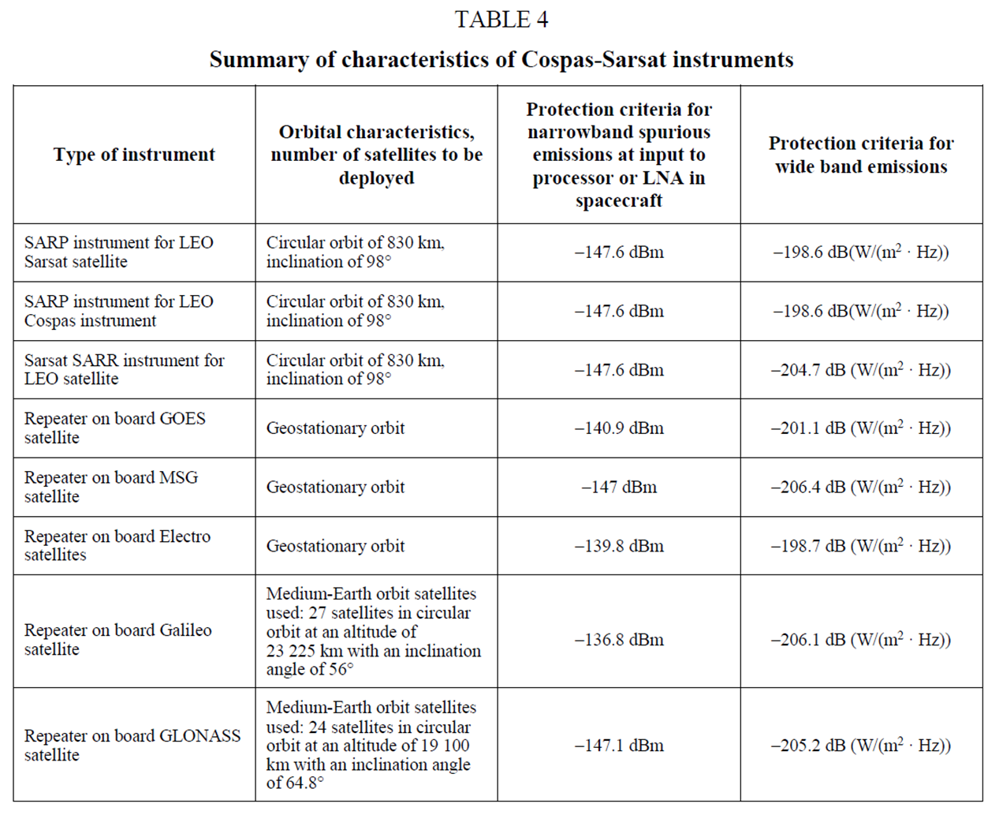 TABLE 4
Summary of characteristics of Cospas-Sarsat instruments
Type of instrument
Orbital characteristics,
number of satellites to be
deployed
Protection criteria for
narrowband spurious
emissions at input to
processor or LNA in
spacecraft
Protection criteria for
wide band emissions
SARP instrument for LEO
Sarsat satellite
Circular orbit of 830 km,
inclination of 98°
–147.6 dBm
–198.6 dB(W/(m² · Hz))
SARP instrument for LEO
Cospas instrument
Circular orbit of 830 km,
inclination of 98°
–147.6 dBm
–198.6 dB(W/(m² · Hz))
Sarsat SARR instrument for
LEO satellite
Circular orbit of 830 km,
inclination of 98°
–147.6 dBm
–204.7 dB (W/(m² · Hz))
Repeater on board GOES
satellite
Geostationary orbit
–140.9 dBm
–201.1 dB (W/(m² · Hz))
Repeater on board MSG
satellite
Geostationary orbit
–147 dBm
–206.4 dB (W/(m² · Hz))
Repeater on board Electro
satellites
Geostationary orbit
–139.8 dBm
–198.7 dB (W/(m² · Hz))
Repeater on board Galileo
satellite
Medium-Earth orbit satellites
used: 27 satellites in circular
orbit at an altitude of
23 225 km with an inclination
angle of 56°
–136.8 dBm
–206.1 dB (W/(m² · Hz))
Repeater on board GLONASS
satellite
Medium-Earth orbit satellites
used: 24 satellites in circular
orbit at an altitude of 19 100
km with an inclination angle
of 64.8°
–147.1 dBm
–205.2 dB (W/(m² · Hz))